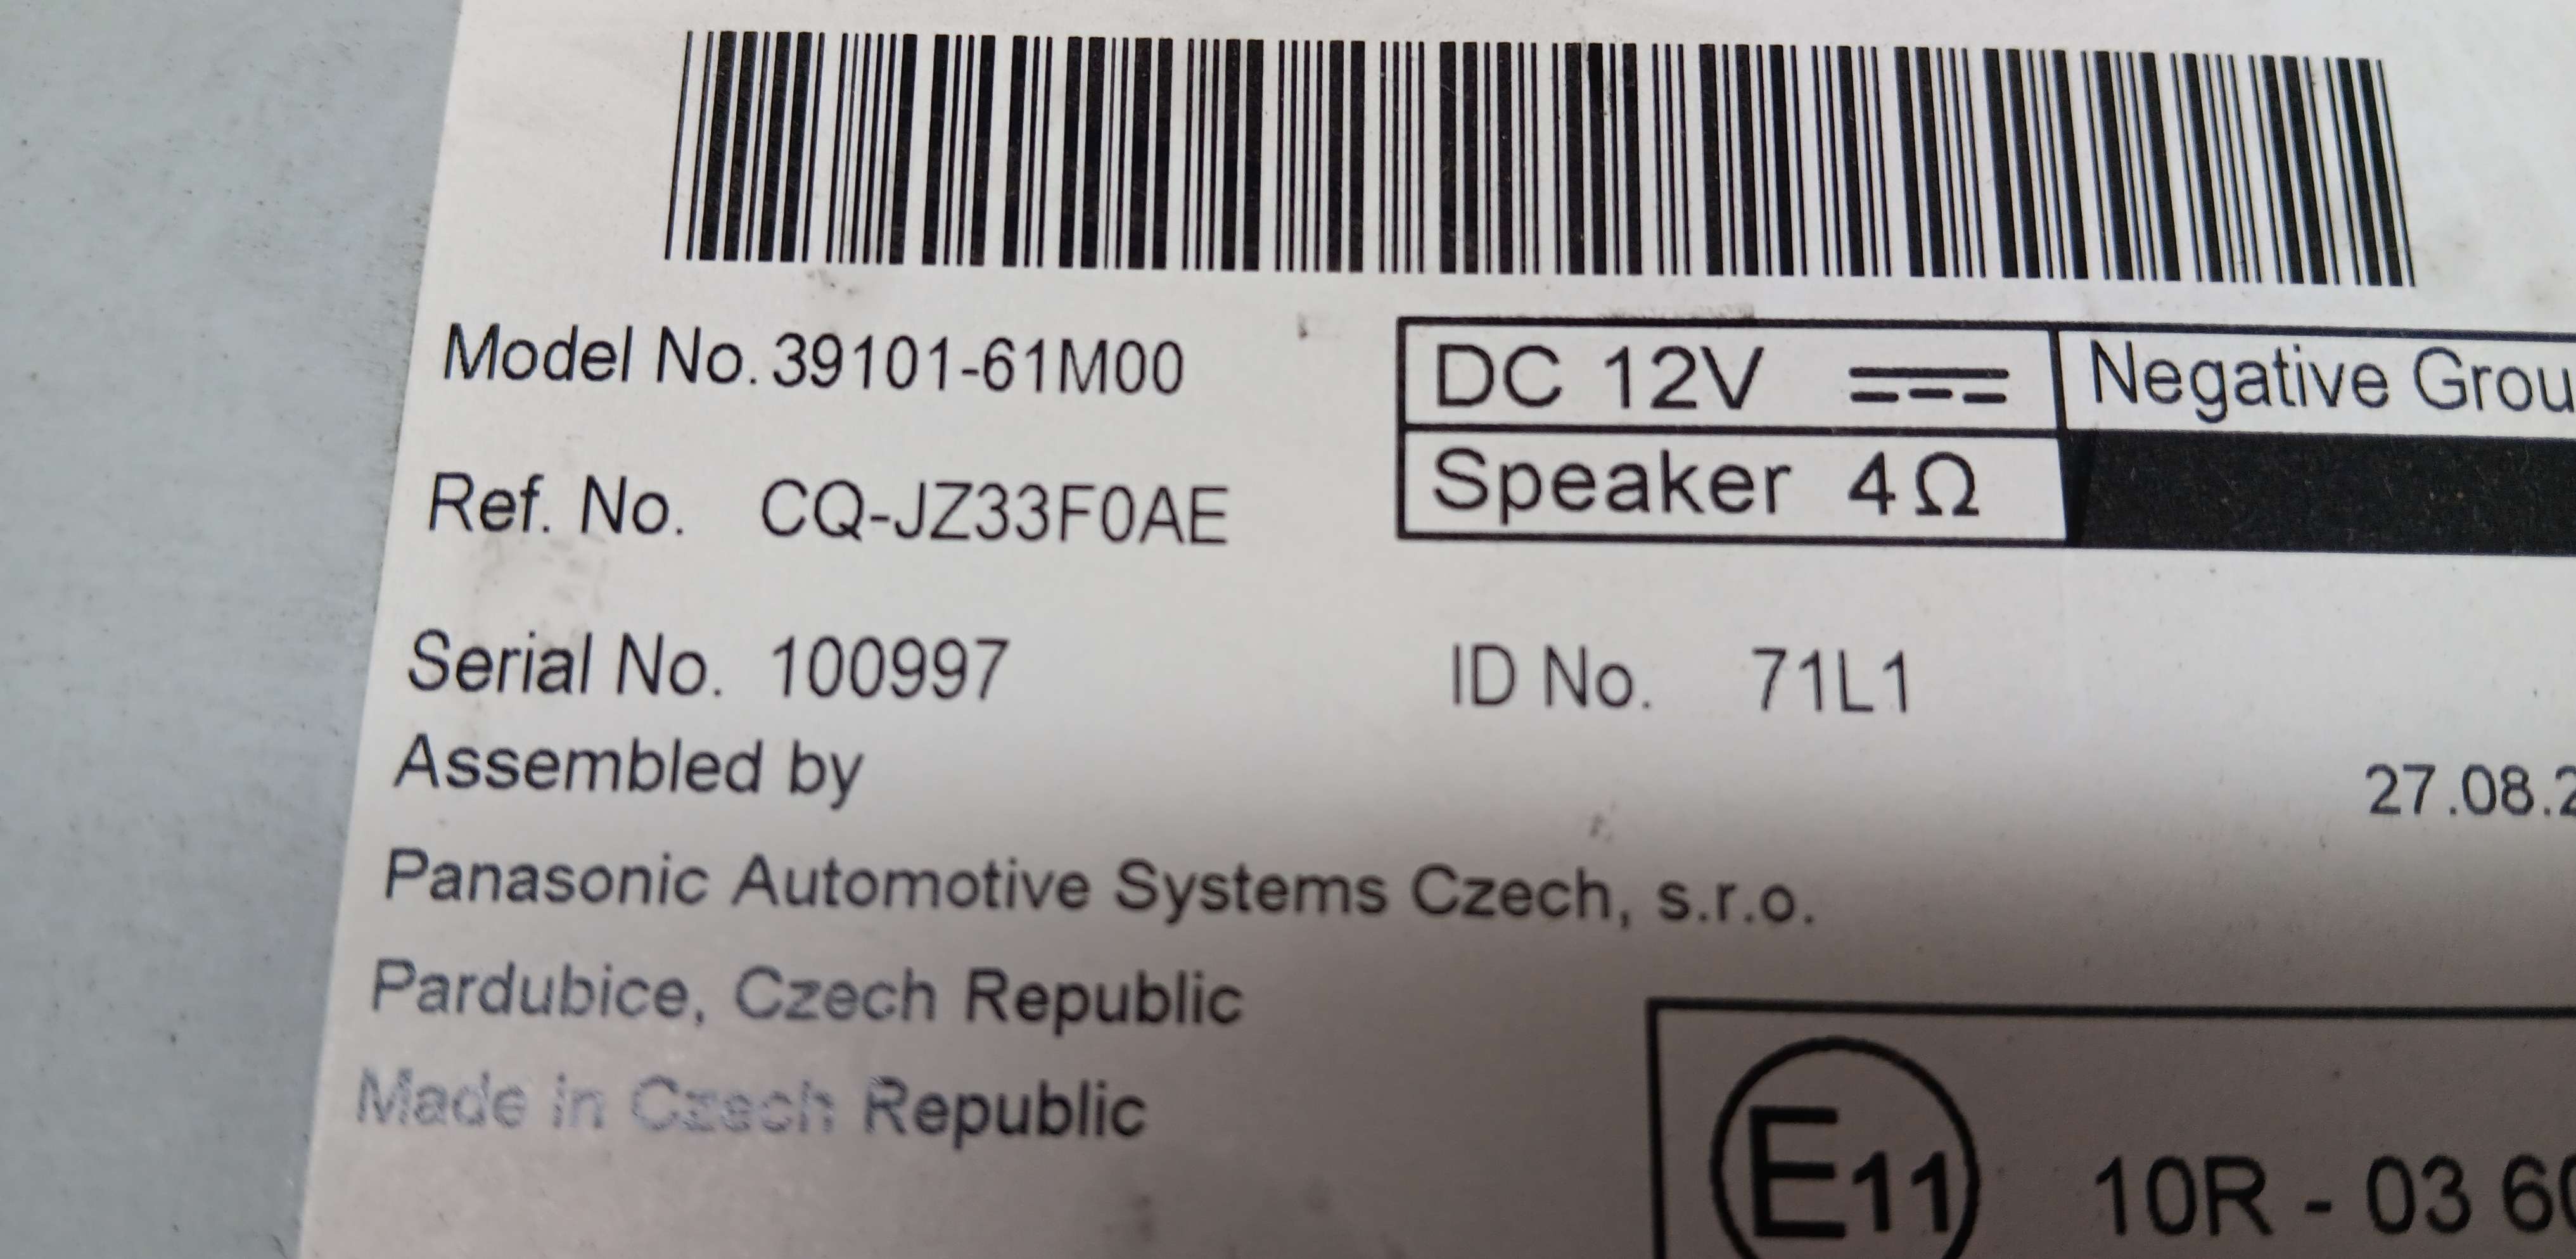 Model No. 39101-61M00
DC 12V Negative Grou
Ref. No. CQ-JZ33F0AE
Speaker 4Ω
Serial No. 100997
ID No. 71L1
Assembled by
27.08.2
Panasonic Automotive Systems Czech, s.r.o.
Pardubice, Czech Republic
Made in Czech Republic
E11
10R - 03 60